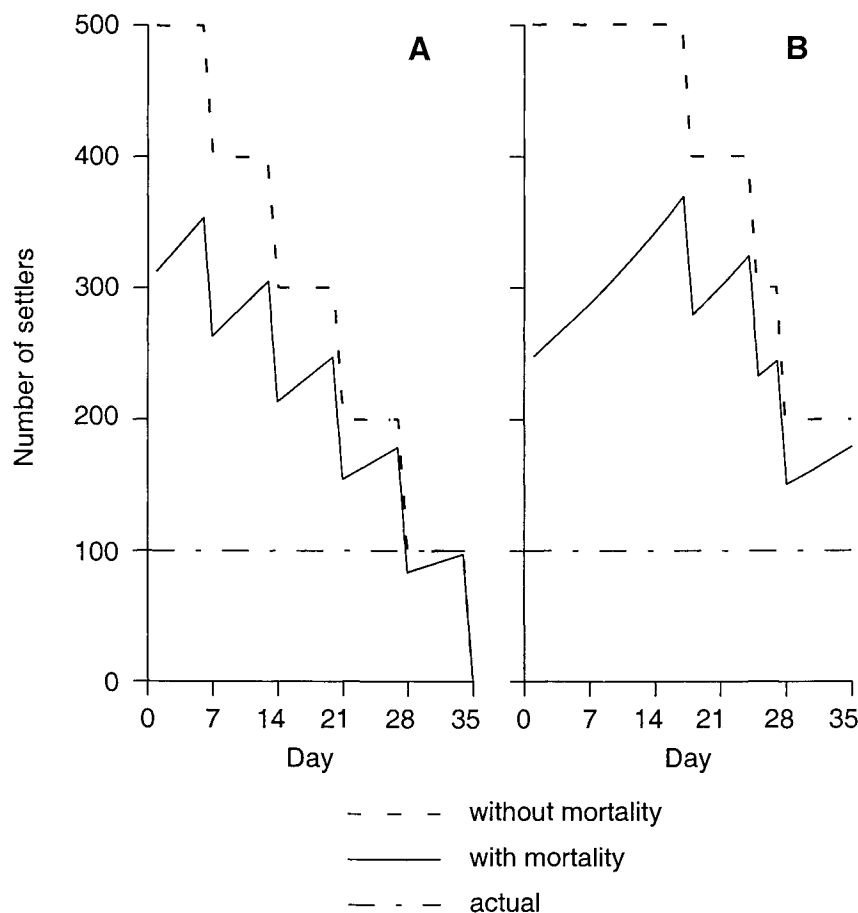 A
B
500
400
300
200
100
0
Number of settlers
0 7 14 21 28 35
0 7 14 21 28 35
Day
Day
without mortality
with mortality
actual